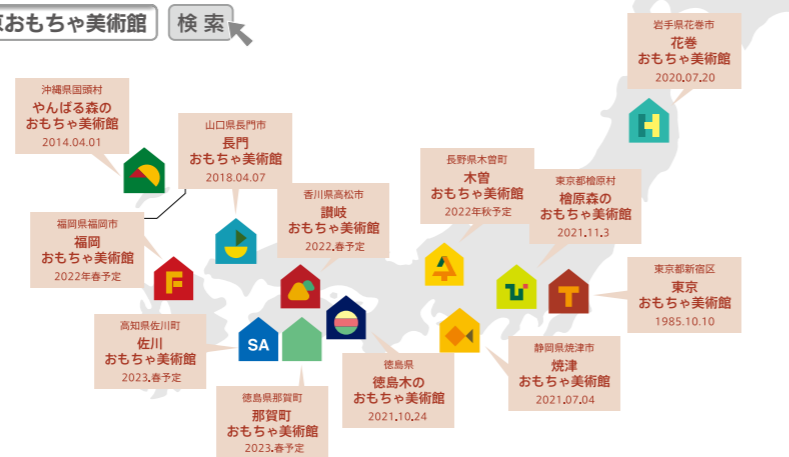 京おもちゃ美術館
検 索
岩手県花巻市
花巻
おもちゃ美術館
2020.07.20
沖縄県国頭村
やんばる森の
おもちゃ美術館
2014.04.01
山口県長門市
長門
おもちゃ美術館
2018.04.07
長野県木曽町
木曽
おもちゃ美術館
2022年秋予定
東京都檜原村
檜原森の
おもちゃ美術館
2021.11.3
香川県高松市
讃岐
おもちゃ美術館
2022.春予定
福岡県福岡市
福岡
おもちゃ美術館
2022年春予定
東京都新宿区
東京
おもちゃ美術館
1985.10.10
高知県佐川町
佐川
おもちゃ美術館
2023.春予定
徳島県
徳島木の
おもちゃ美術館
2021.10.24
静岡県焼津市
焼津
おもちゃ美術館
2021.07.04
徳島県那賀町
那賀町
おもちゃ美術館
2023.春予定
H
F
SA
T